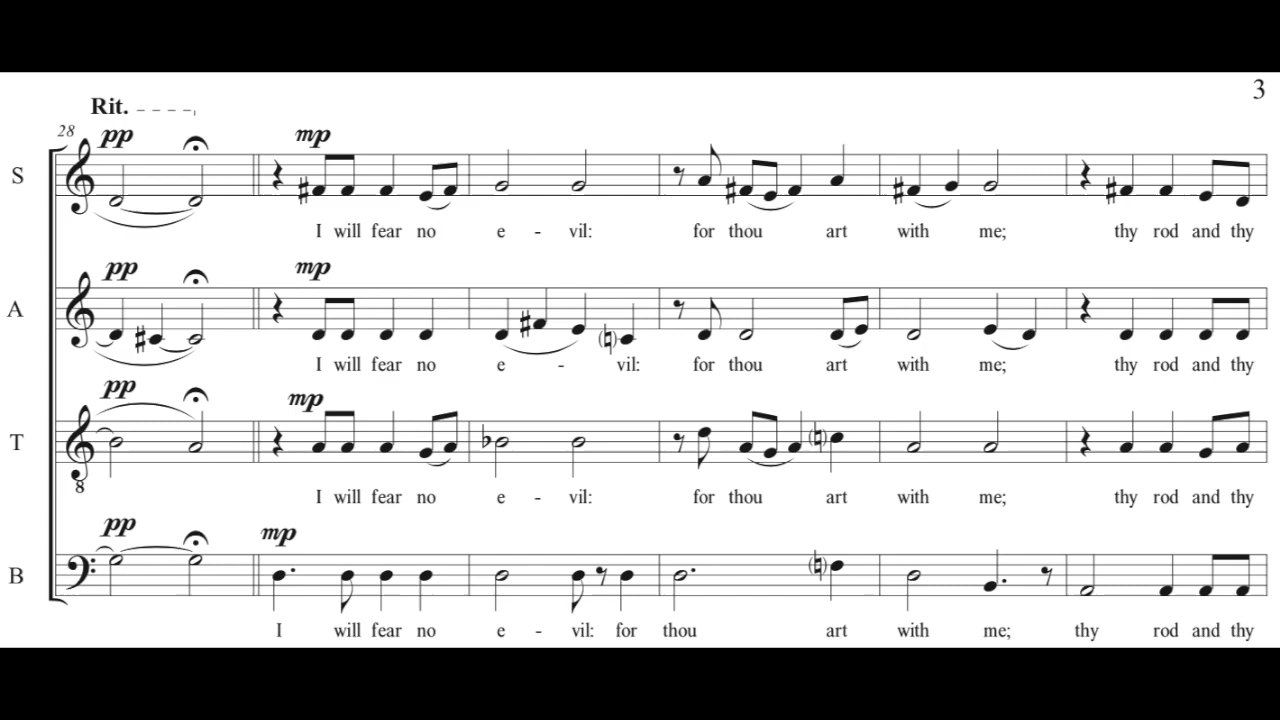 3
Rit.
28
pp mp
S
I will fear no e - vil: for thou art with me; thy rod and thy
pp mp
A
I will fear no e - vil: for thou art with me; thy rod and thy
pp mp
T
8
I will fear no e - vil: for thou art with me; thy rod and thy
pp mp
B
I will fear no e - vil: for thou art with me; thy rod and thy